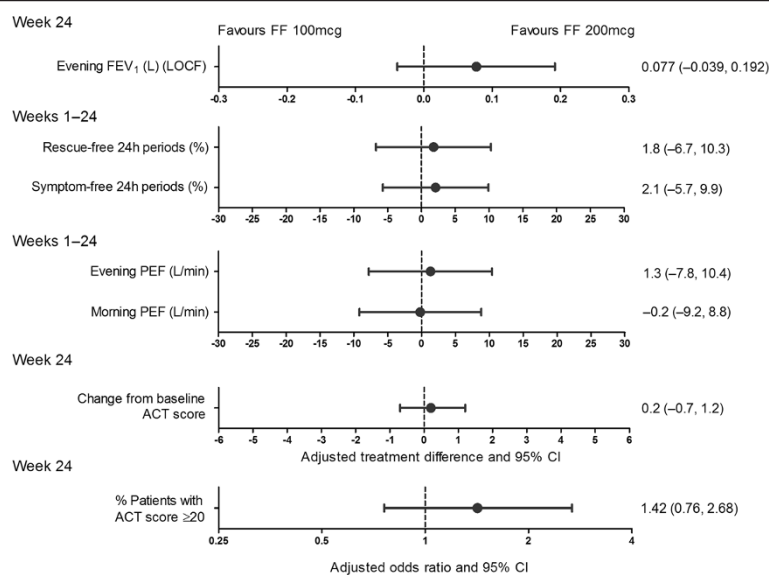 Week 24
Favours FF 100mcg Favours FF 200mcg
Evening FEV₁ (L) (LOCF) 0.077 (–0.039, 0.192)
-0.3 -0.2 -0.1 0.0 0.1 0.2 0.3
Weeks 1–24
Rescue-free 24h periods (%) 1.8 (–6.7, 10.3)
Symptom-free 24h periods (%) 2.1 (–5.7, 9.9)
-30 -25 -20 -15 -10 -5 0 5 10 15 20 25 30
Weeks 1–24
Evening PEF (L/min) 1.3 (–7.8, 10.4)
Morning PEF (L/min) –0.2 (–9.2, 8.8)
-30 -25 -20 -15 -10 -5 0 5 10 15 20 25 30
Week 24
Change from baseline
ACT score 0.2 (–0.7, 1.2)
-6 -5 -4 -3 -2 -1 0 1 2 3 4 5 6
Adjusted treatment difference and 95% CI
Week 24
% Patients with
ACT score ≥20 1.42 (0.76, 2.68)
0.25 0.5 1 2 4
Adjusted odds ratio and 95% CI